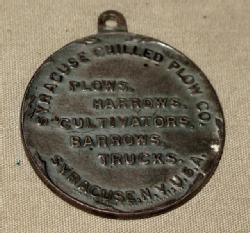 SYRACUSE CHILLED PLOW CO.
PLOWS,
HARROWS,
CULTIVATORS,
BARROWS,
TRUCKS.
SYRACUSE, N.Y., U.S.A.